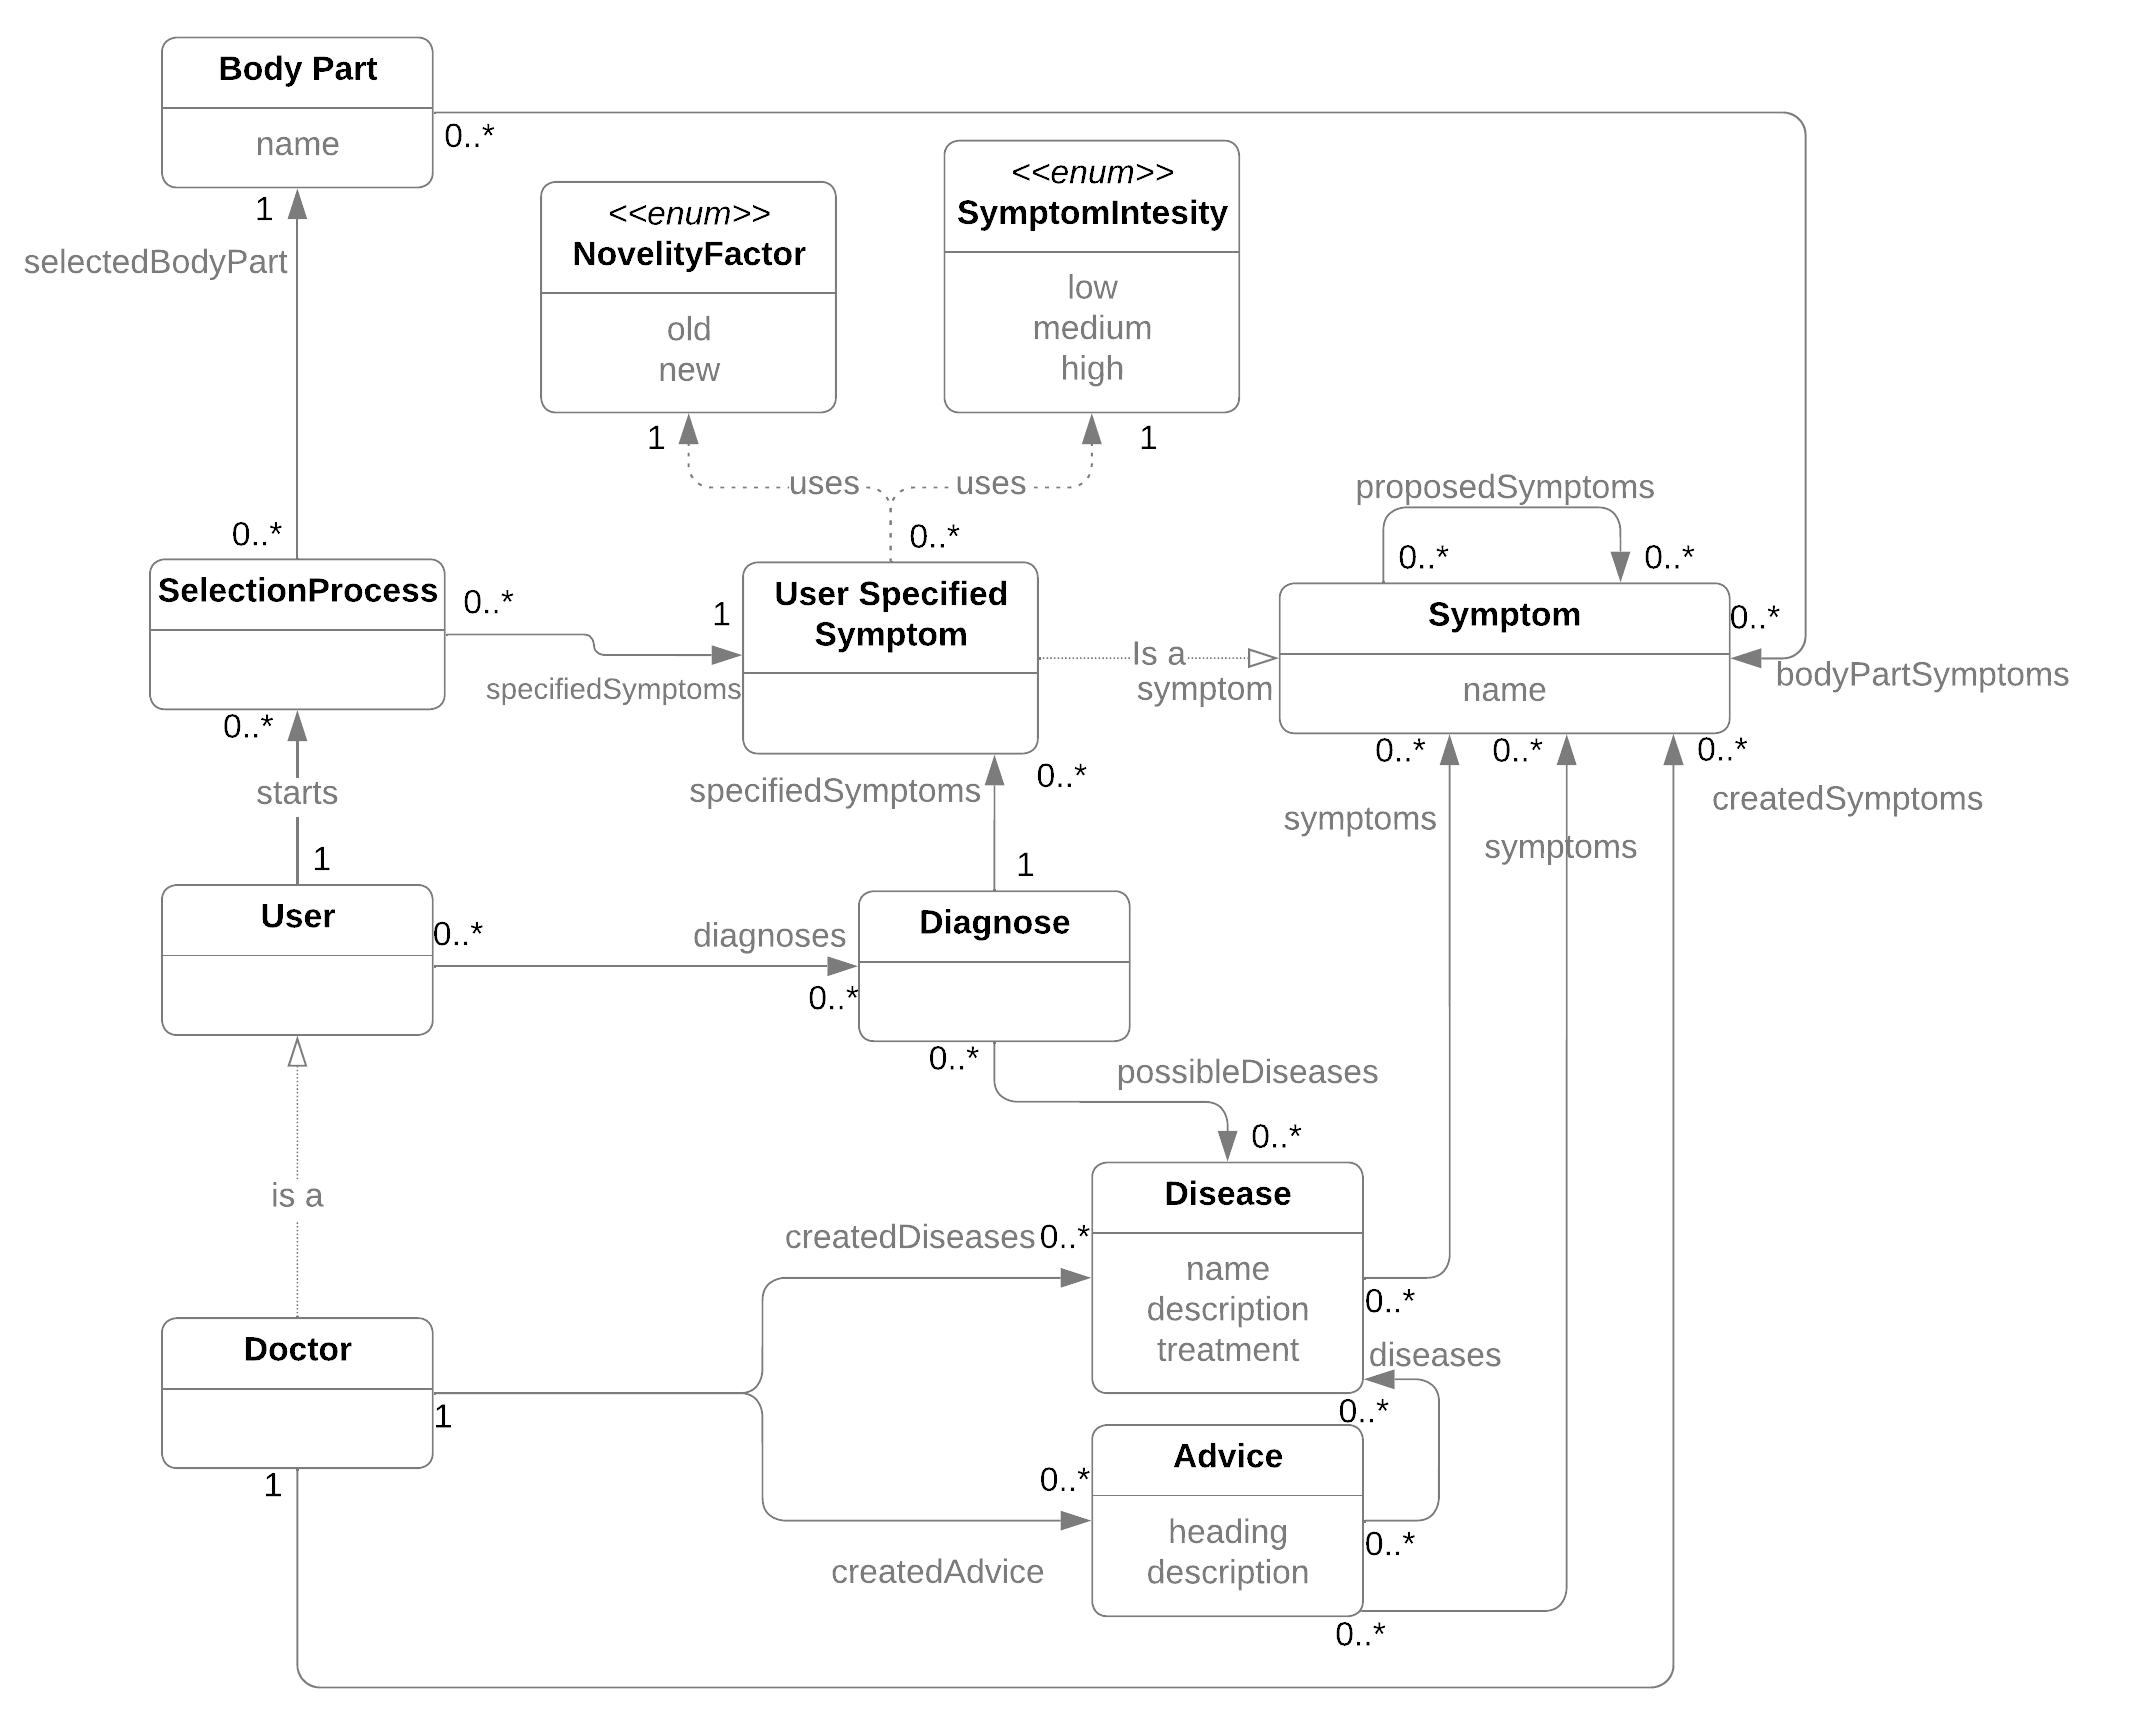 Body Part
name
0..*
1
selectedBodyPart
<<enum>>
NovelityFactor
old
new
<<enum>>
SymptomIntesity
low
medium
high
1
1
uses
uses
0..*
0..*
SelectionProcess
0..*
1
specifiedSymptoms
User Specified
Symptom
Is a
symptom
proposedSymptoms
0..*
0..*
Symptom
name
0..*
bodyPartSymptoms
0..*
starts
1
specifiedSymptoms
0..*
1
0..*
0..*
0..*
symptoms
symptoms
createdSymptoms
User
0..*
diagnoses
0..*
Diagnose
0..*
possibleDiseases
0..*
is a
createdDiseases
0..*
Disease
name
description
treatment
0..*
diseases
0..*
Doctor
1
1
0..*
createdAdvice
Advice
heading
description
0..*
0..*